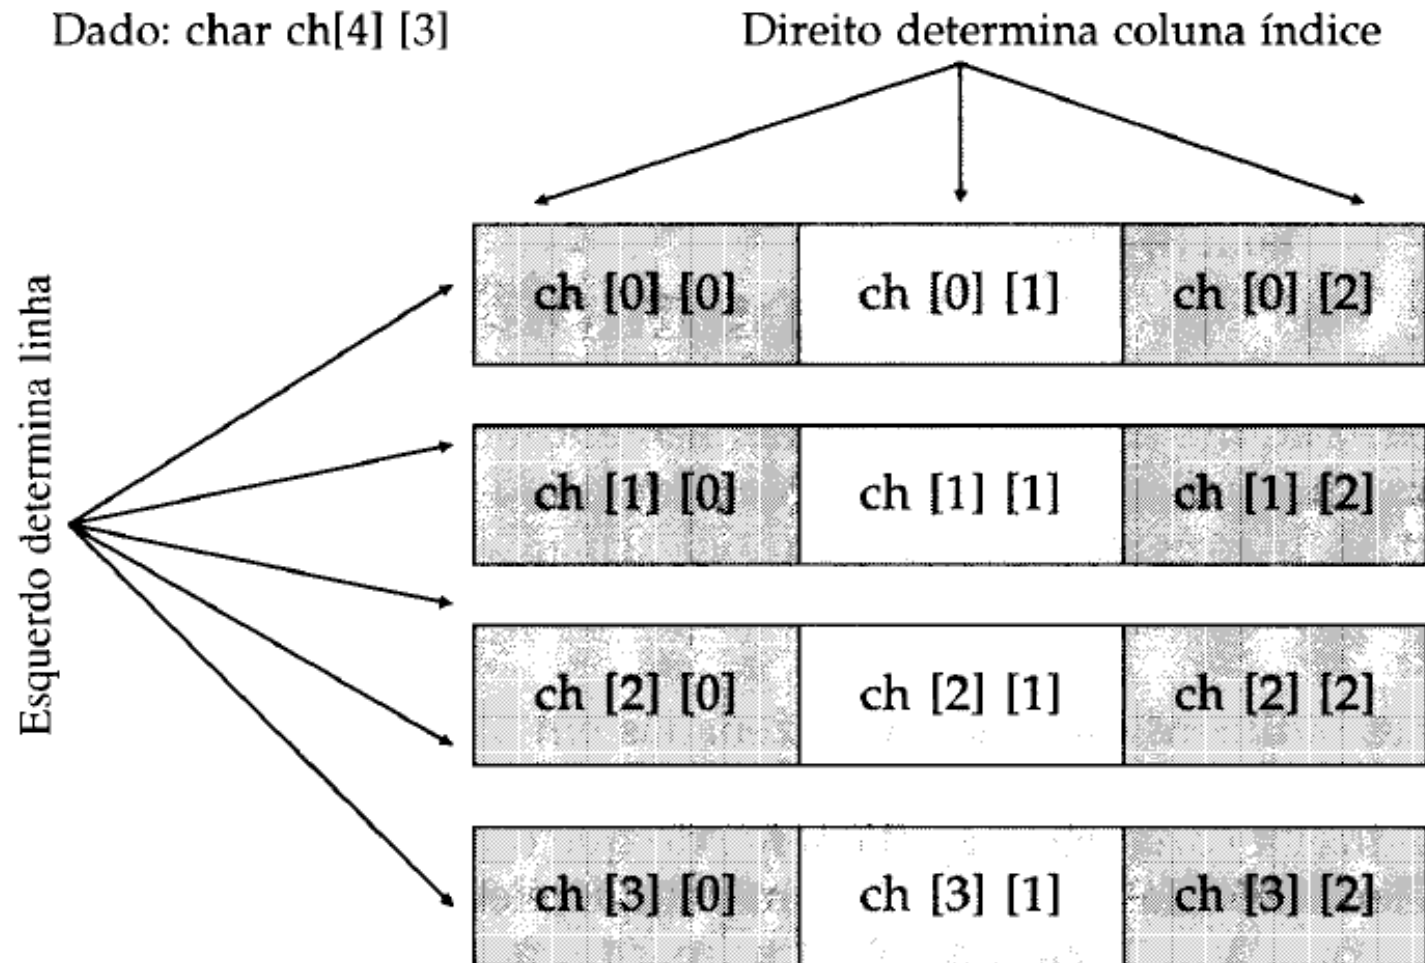 Dado: char ch[4] [3]
Direito determina coluna índice
Esquerdo determina linha
ch [0] [0] ch [0] [1] ch [0] [2]
ch [1] [0] ch [1] [1] ch [1] [2]
ch [2] [0] ch [2] [1] ch [2] [2]
ch [3] [0] ch [3] [1] ch [3] [2]